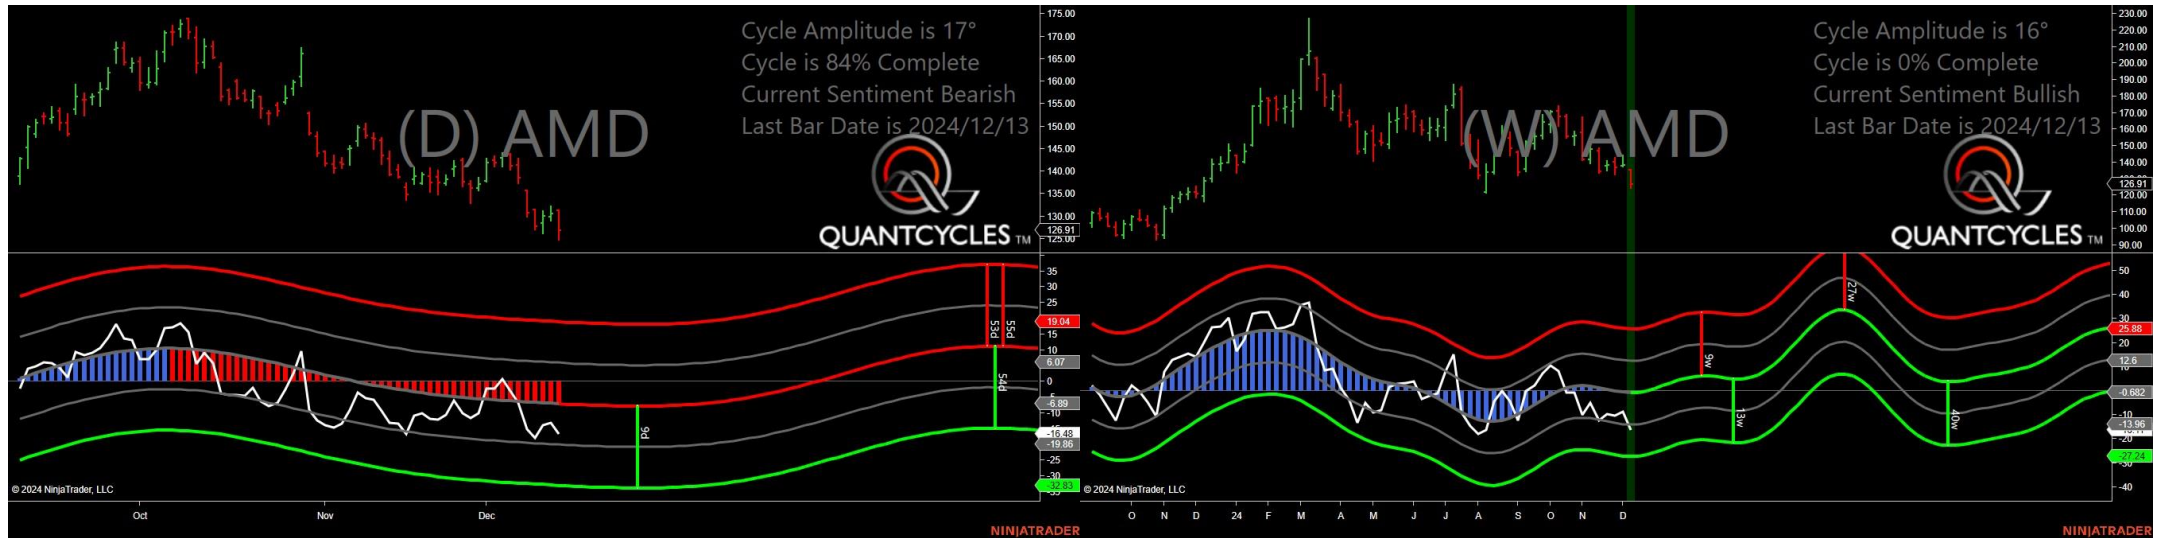 Cycle Amplitude is 17°
Cycle is 84% Complete
Current Sentiment Bearish
Last Bar Date is 2024/12/13
(D) AMD
QUANTCYCLES TM
175.00
170.00
165.00
160.00
155.00
150.00
145.00
140.00
135.00
130.00
126.91
125.00
35
30
25
19.04
15
10
6.07
0
-6.89
-10
-16.48
-19.86
-25
-30
-32.83
-35
9d
53d
54d
55d
© 2024 NinjaTrader, LLC
Oct
Nov
Dec
NINJATRADER
Cycle Amplitude is 16°
Cycle is 0% Complete
Current Sentiment Bullish
Last Bar Date is 2024/12/13
(W) AMD
QUANTCYCLES TM
230.00
220.00
210.00
200.00
190.00
180.00
170.00
160.00
150.00
140.00
126.91
120.00
110.00
100.00
90.00
50
40
30
25.88
12.6
10
-0.682
-10
-13.96
-20
-27.24
-30
-40
9w
13w
27w
40w
© 2024 NinjaTrader, LLC
O
N
D
24
F
M
A
M
J
J
A
S
O
N
D
NINJATRADER